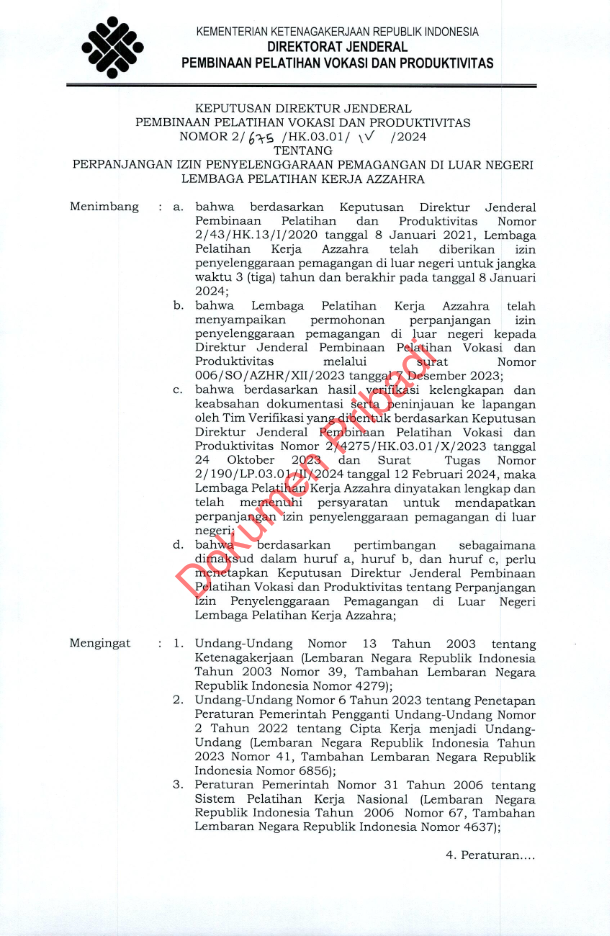 KEMENTERIAN KETENAGAKERJAAN REPUBLIK INDONESIA
DIREKTORAT JENDERAL
PEMBINAAN PELATIHAN VOKASI DAN PRODUKTIVITAS
KEPUTUSAN DIREKTUR JENDERAL
PEMBINAAN PELATIHAN VOKASI DAN PRODUKTIVITAS
NOMOR 2/675 /HK.03.01/ IV /2024
TENTANG
PERPANJANGAN IZIN PENYELENGGARAAN PEMAGANGAN DI LUAR NEGERI
LEMBAGA PELATIHAN KERJA AZZAHRA
Menimbang : a. bahwa berdasarkan Keputusan Direktur Jenderal
Pembinaan Pelatihan dan Produktivitas Nomor
2/43/HK.13/I/2020 tanggal 8 Januari 2021, Lembaga
Pelatihan Kerja Azzahra telah diberikan izin
penyelenggaraan pemagangan di luar negeri untuk jangka
waktu 3 (tiga) tahun dan berakhir pada tanggal 8 Januari
2024;
b. bahwa Lembaga Pelatihan Kerja Azzahra telah
menyampaikan permohonan perpanjangan izin
penyelenggaraan pemagangan di luar negeri kepada
Direktur Jenderal Pembinaan Pelatihan Vokasi dan
Produktivitas melalui surat Nomor
006/SO/AZHR/XII/2023 tanggal 7 Desember 2023;
c. bahwa berdasarkan hasil verifikasi kelengkapan dan
keabsahan dokumentasi serta peninjauan ke lapangan
oleh Tim Verifikasi yang dibentuk berdasarkan Keputusan
Direktur Jenderal Pembinaan Pelatihan Vokasi dan
Produktivitas Nomor 2/4275/HK.03.01/X/2023 tanggal
24 Oktober 2023 dan Surat Tugas Nomor
2/190/LP.03.01/II/2024 tanggal 12 Februari 2024, maka
Lembaga Pelatihan Kerja Azzahra dinyatakan lengkap dan
telah memenuhi persyaratan untuk mendapatkan
perpanjangan izin penyelenggaraan pemagangan di luar
negeri;
d. bahwa berdasarkan pertimbangan sebagaimana
dimaksud dalam huruf a, huruf b, dan huruf c, perlu
menetapkan Keputusan Direktur Jenderal Pembinaan
Pelatihan Vokasi dan Produktivitas tentang Perpanjangan
Izin Penyelenggaraan Pemagangan di Luar Negeri
Lembaga Pelatihan Kerja Azzahra;
Mengingat : 1. Undang-Undang Nomor 13 Tahun 2003 tentang
Ketenagakerjaan (Lembaran Negara Republik Indonesia
Tahun 2003 Nomor 39, Tambahan Lembaran Negara
Republik Indonesia Nomor 4279);
2. Undang-Undang Nomor 6 Tahun 2023 tentang Penetapan
Peraturan Pemerintah Pengganti Undang-Undang Nomor
2 Tahun 2022 tentang Cipta Kerja menjadi Undang-
Undang (Lembaran Negara Republik Indonesia Tahun
2023 Nomor 41, Tambahan Lembaran Negara Republik
Indonesia Nomor 6856);
3. Peraturan Pemerintah Nomor 31 Tahun 2006 tentang
Sistem Pelatihan Kerja Nasional (Lembaran Negara
Republik Indonesia Tahun 2006 Nomor 67, Tambahan
Lembaran Negara Republik Indonesia Nomor 4637);
4. Peraturan....
Dokumen Pribadi